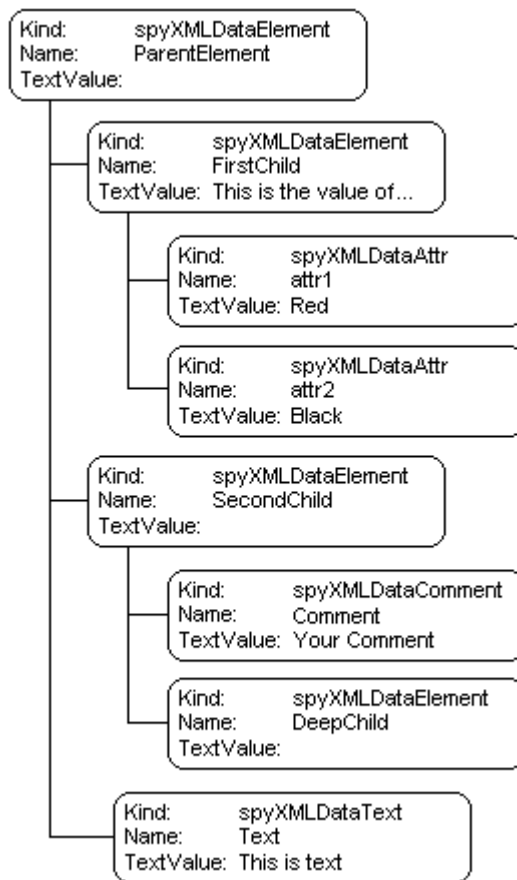 Kind: spyXMLDataElement
Name: ParentElement
TextValue:
Kind: spyXMLDataElement
Name: FirstChild
TextValue: This is the value of...
Kind: spyXMLDataAttr
Name: attr1
TextValue: Red
Kind: spyXMLDataAttr
Name: attr2
TextValue: Black
Kind: spyXMLDataElement
Name: SecondChild
TextValue:
Kind: spyXMLDataComment
Name: Comment
TextValue: Your Comment
Kind: spyXMLDataElement
Name: DeepChild
TextValue:
Kind: spyXMLDataText
Name: Text
TextValue: This is text